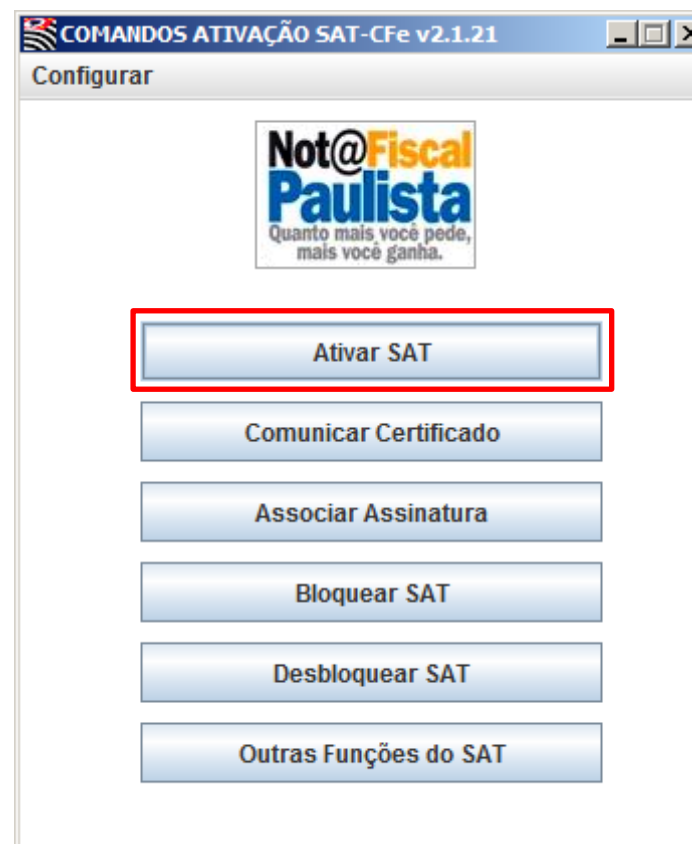 COMANDOS ATIVAÇÃO SAT-CFe v2.1.21
Configurar
Not@Fiscal
Paulista
Quanto mais você pede,
mais você ganha.
Ativar SAT
Comunicar Certificado
Associar Assinatura
Bloquear SAT
Desbloquear SAT
Outras Funções do SAT